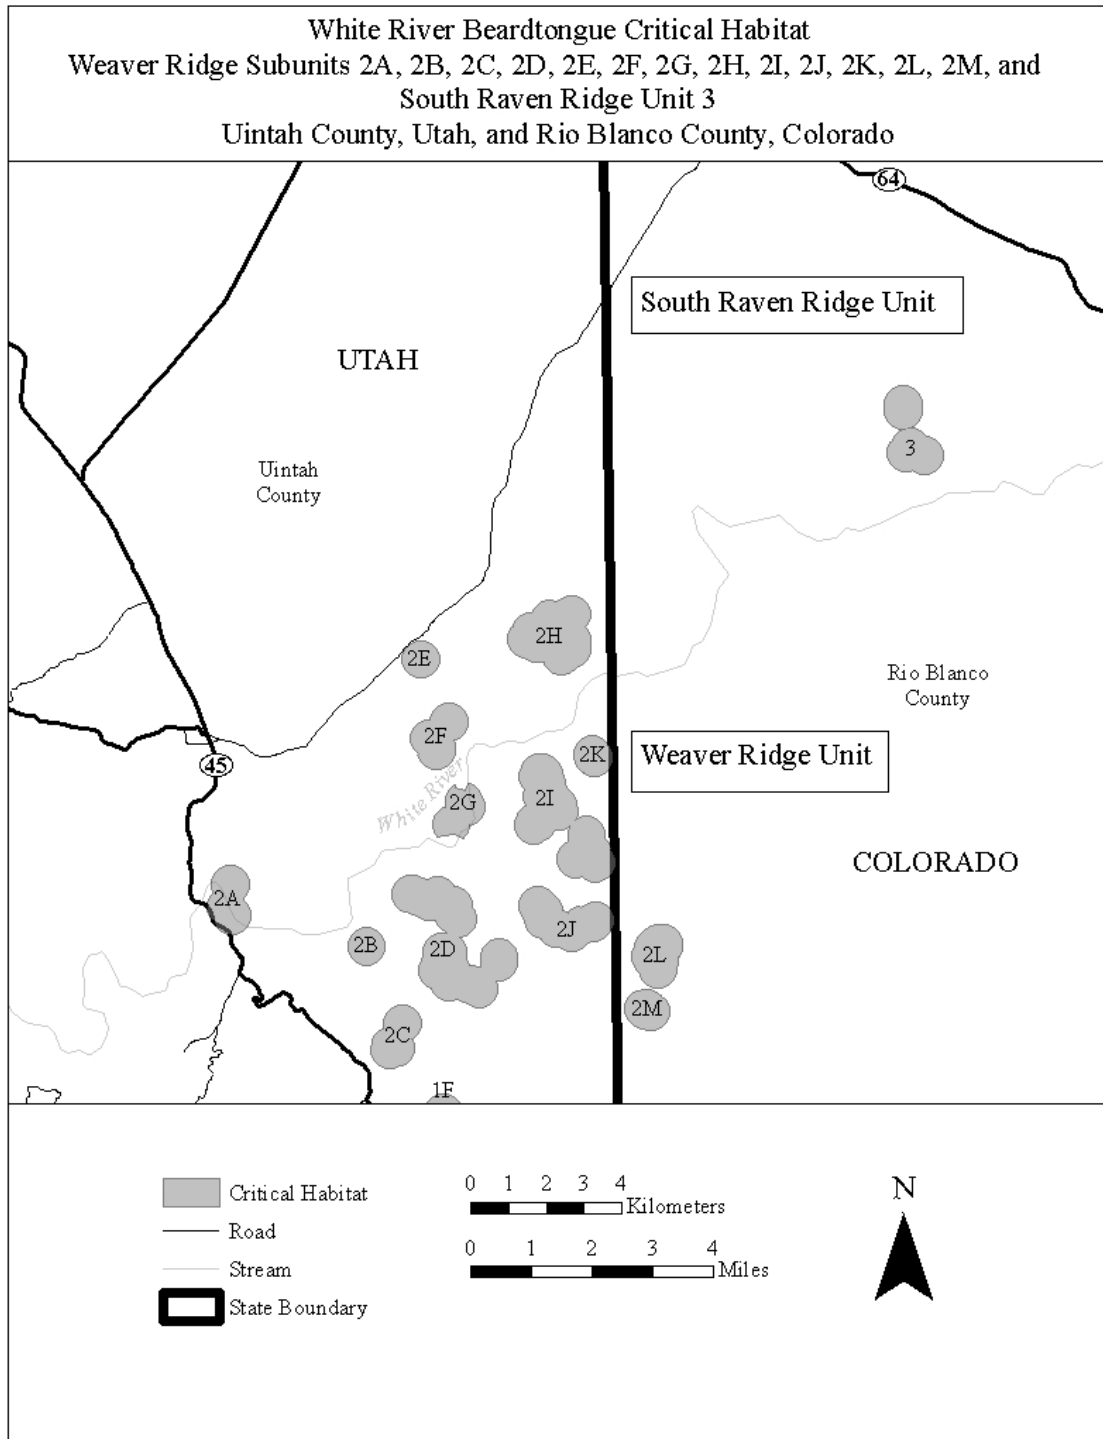 White River Beardtongue Critical Habitat
Weaver Ridge Subunits 2A, 2B, 2C, 2D, 2E, 2F, 2G, 2H, 2I, 2J, 2K, 2L, 2M, and
South Raven Ridge Unit 3
Uintah County, Utah, and Rio Blanco County, Colorado
64
South Raven Ridge Unit
UTAH
3
Uintah
County
2H
2E
Rio Blanco
County
2F
2K
Weaver Ridge Unit
45
White River
2G
2I
COLORADO
2A
2J
2B
2D
2L
2M
2C
1F
N
0 1 2 3 4
Critical Habitat
Kilometers
Road
0 1 2 3 4
Stream
Miles
State Boundary